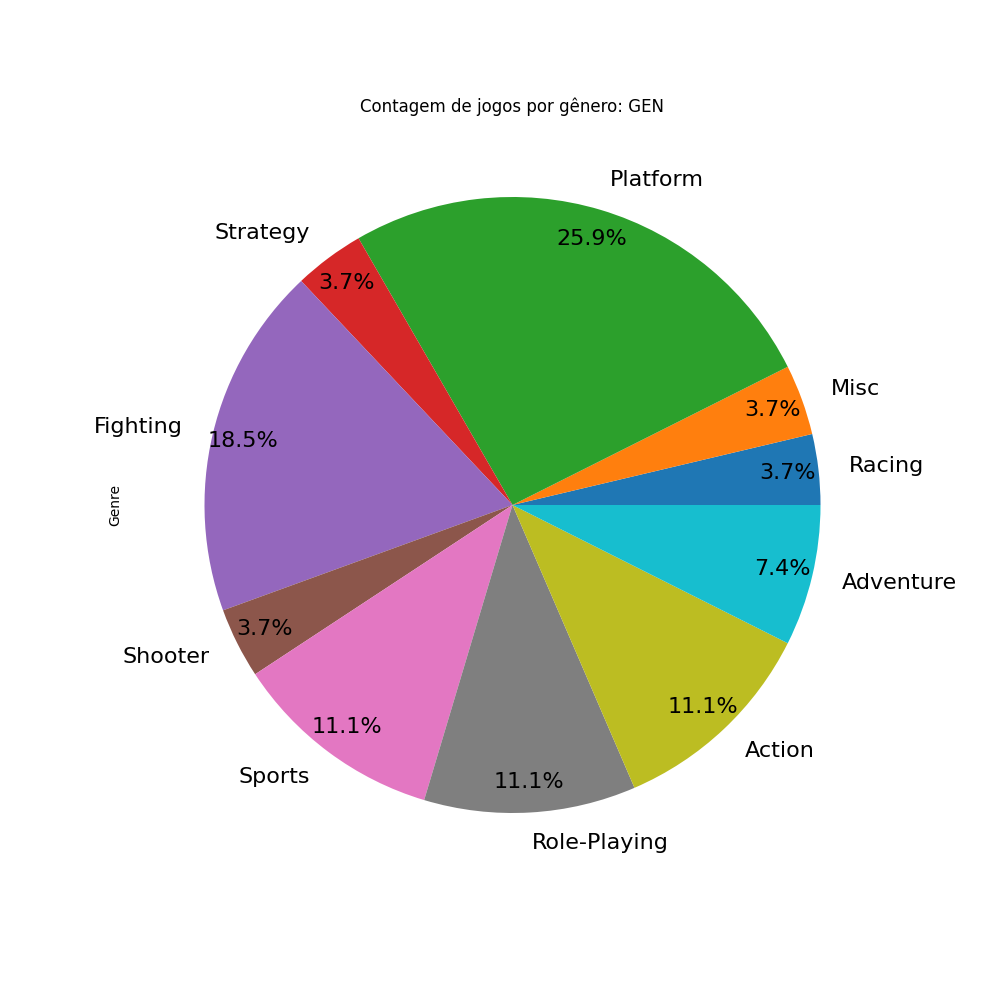 Contagem de jogos por gênero: GEN
Platform
25.9%
Strategy
3.7%
Misc
3.7%
Fighting
18.5%
Racing
3.7%
Genre
Adventure
7.4%
Shooter
3.7%
Sports
11.1%
Action
11.1%
Role-Playing
11.1%